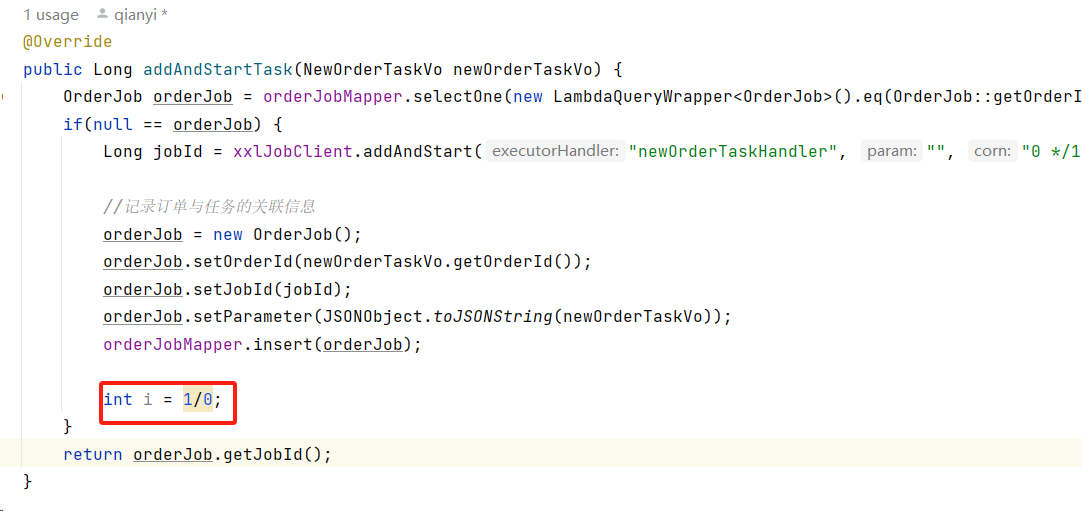 1 usage qianyi *
@Override
public Long addAndStartTask(NewOrderTaskVo newOrderTaskVo) {
OrderJob orderJob = orderJobMapper.selectOne(new LambdaQueryWrapper<OrderJob>().eq(OrderJob::getOrderI
if(null == orderJob) {
Long jobId = xxlJobClient.addAndStart( executorHandler: "newOrderTaskHandler", param: "", corn: "0 */1
//记录订单与任务的关联信息
orderJob = new OrderJob();
orderJob.setOrderId(newOrderTaskVo.getOrderId());
orderJob.setJobId(jobId);
orderJob.setParameter(JSONObject.toJSONString(newOrderTaskVo));
orderJobMapper.insert(orderJob);
int i = 1/0;
}
return orderJob.getJobId();
}